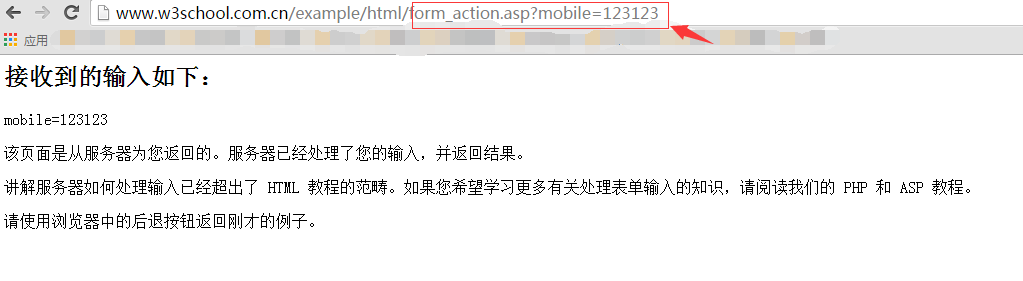 www.w3school.com.cn/example/html/form_action.asp?mobile=123123
应用
接收到的输入如下：
mobile=123123
该页面是从服务器为您返回的。服务器已经处理了您的输入，并返回结果。
讲解服务器如何处理输入已经超出了 HTML 教程的范畴。如果您希望学习更多有关处理表单输入的知识，请阅读我们的 PHP 和 ASP 教程。
请使用浏览器中的后退按钮返回刚才的例子。